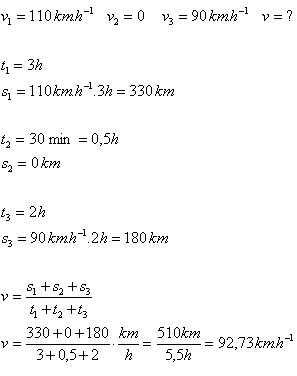 v₁ = 110 kmh⁻¹ v₂ = 0 v₃ = 90 kmh⁻¹ v = ?
t₁ = 3h
s₁ = 110 kmh⁻¹.3h = 330 km
t₂ = 30 min = 0,5h
s₂ = 0 km
t₃ = 2h
s₃ = 90 kmh⁻¹.2h = 180 km
v = (s₁ + s₂ + s₃)/(t₁ + t₂ + t₃)
v = (330 + 0 + 180)/(3 + 0,5 + 2) · km/h = 510km/5,5h = 92,73 kmh⁻¹